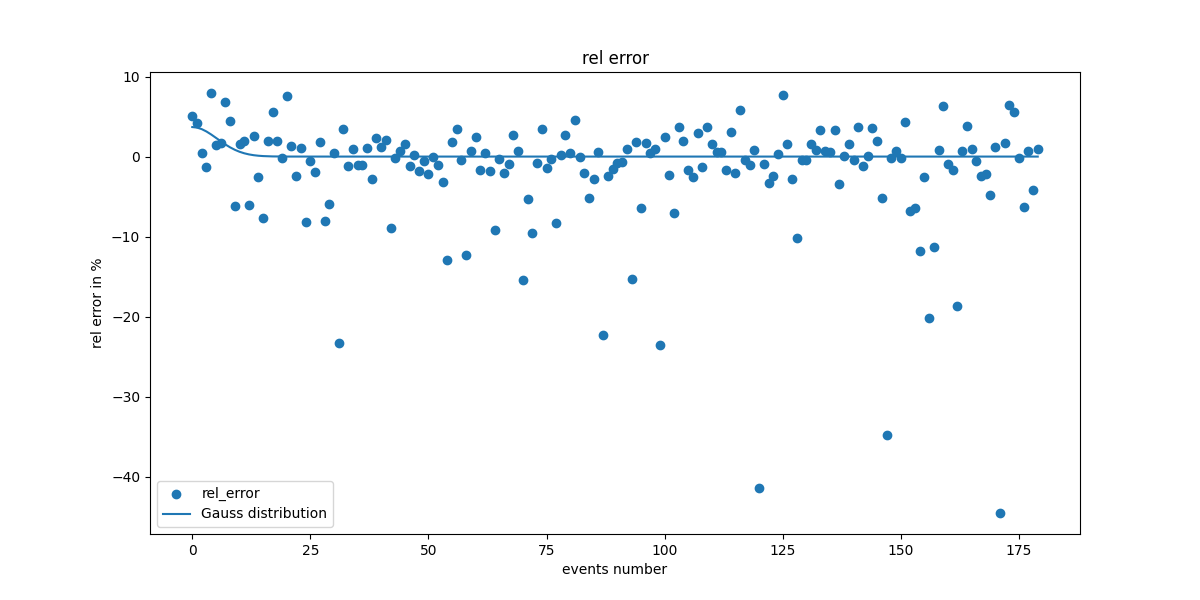 rel error
10
0
−10
−20
−30
−40
rel error in %
rel_error
Gauss distribution
0
25
50
75
100
125
150
175
events number